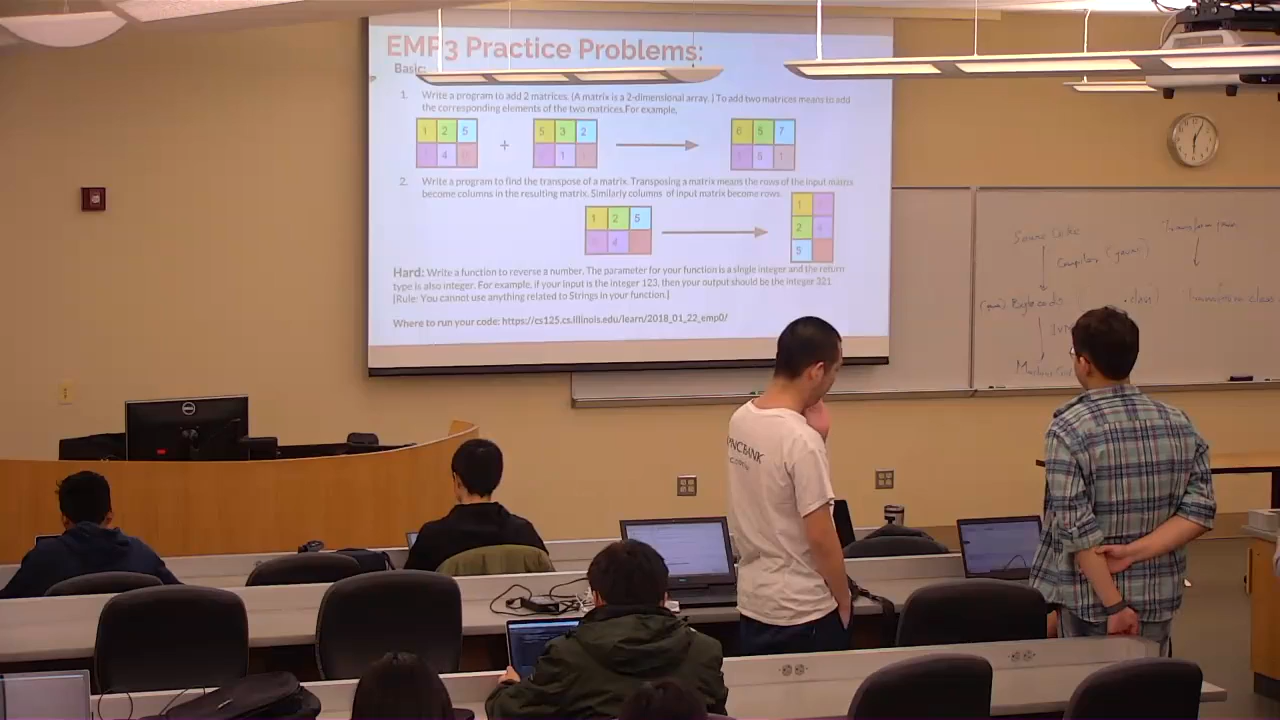 EMP3 Practice Problems:
Basic:
1. Write a program to add 2 matrices. (A matrix is a 2-dimensional array. ) To add two matrices means to add
the corresponding elements of the two matrices.For example,
1 2 5 + 5 3 2 6 5 7
4 1 5
2. Write a program to find the transpose of a matrix. Transposing a matrix means the rows of the input matrix
become columns in the resulting matrix. Similarly columns of input matrix become rows.
1 2 5 1
4 2 4
5
Hard: Write a function to reverse a number. The parameter for your function is a single integer and the return
type is also integer. For example, if your input is the integer 123, then your output should be the integer 321
[Rule: You cannot use anything related to Strings in your function.]
Where to run your code: https://cs125.cs.illinois.edu/learn/2018_01_22_emp0/
Source Code
Compiler
DELL
PNCBANK